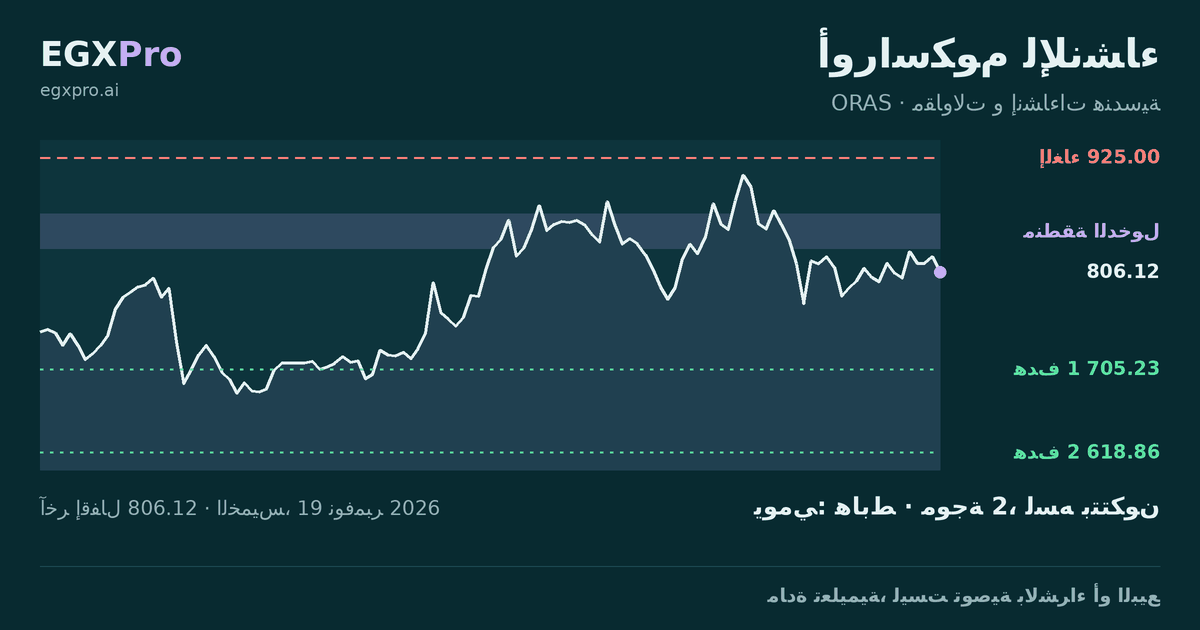 EGXPro
egxpro.ai
أوراسكوم للإنشاء
ORAS · مقاولات و إنشاءات هندسية
إلغاء 925.00
منطقة الدخول
806.12
هدف 1 705.23
هدف 2 618.86
يومي: هابط · موجة 2، لسه بتتكون
آخر إقفال 806.12 · الخميس، 19 نوفمبر 2026
مادة تعليمية، ليست توصية بالشراء أو البيع